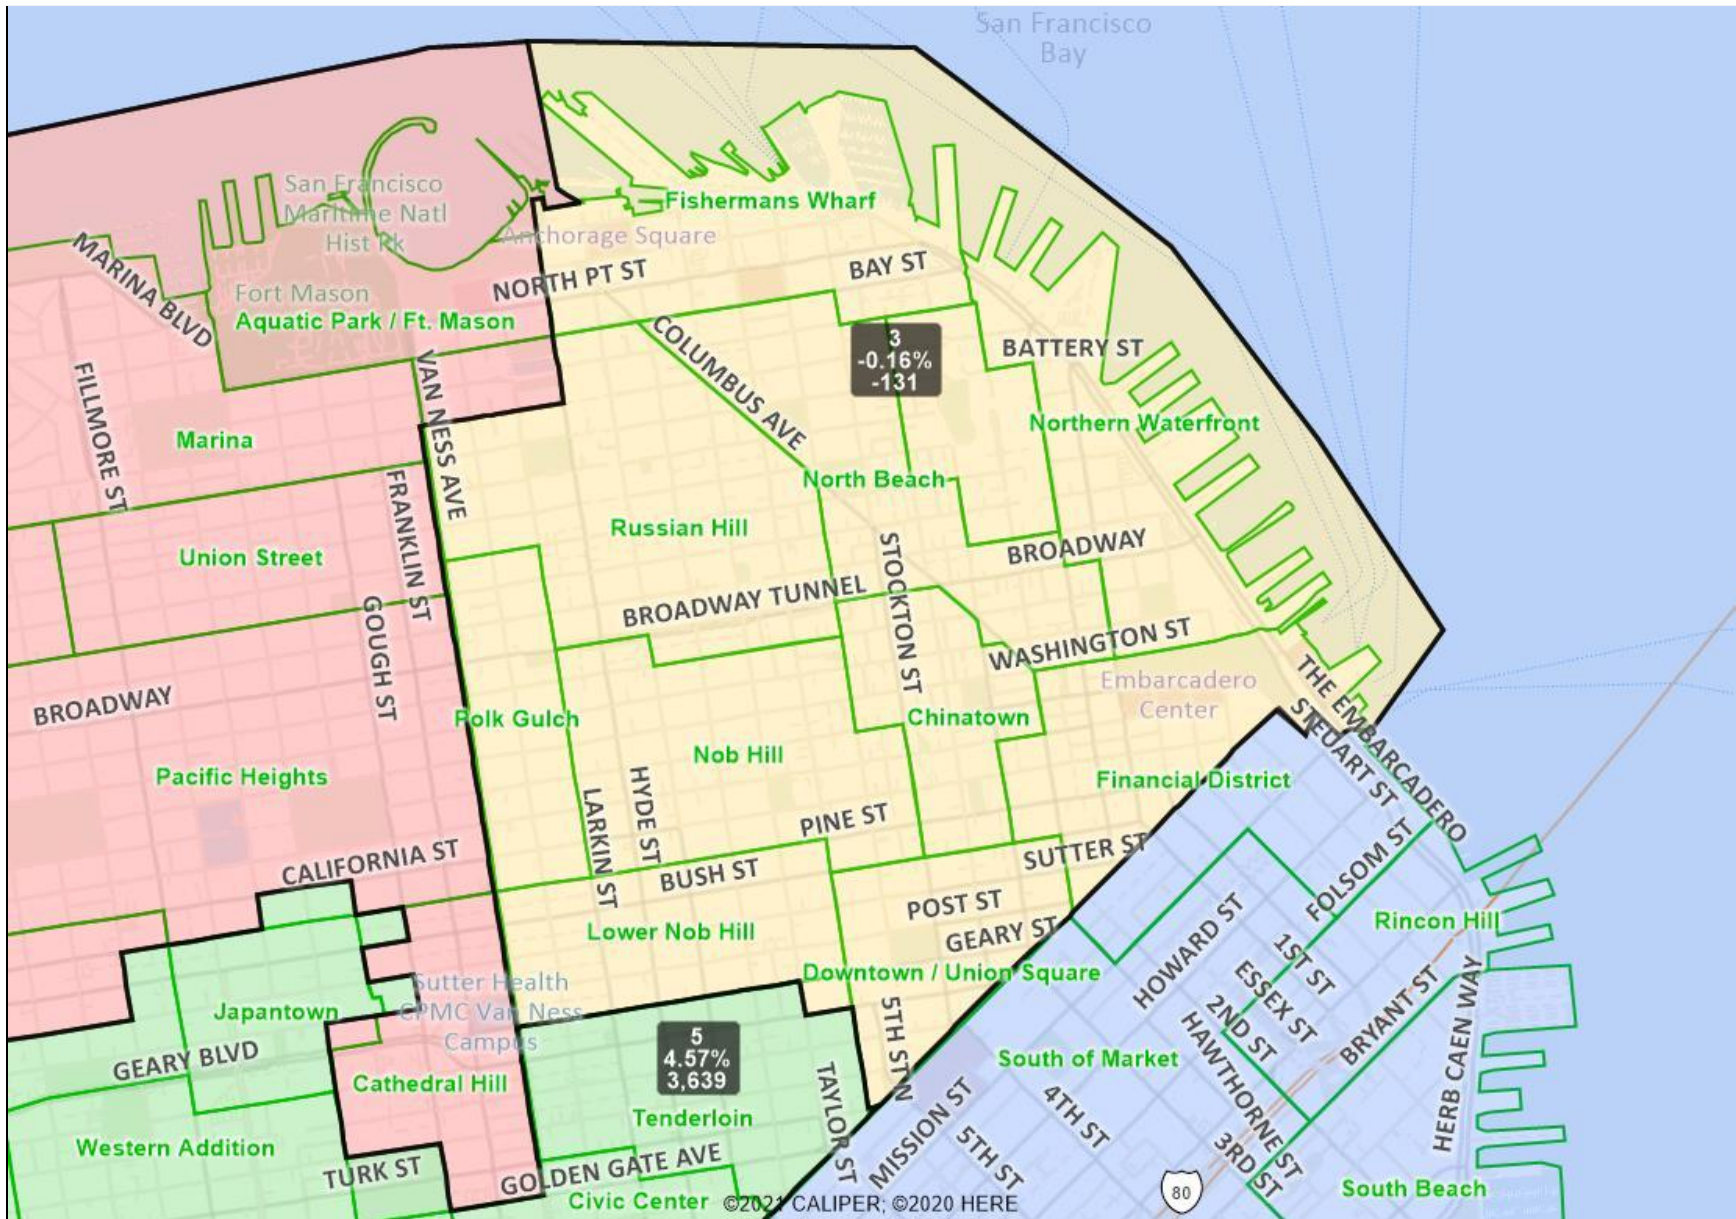 San Francisco
Bay
San Francisco
Maritime Natl
Hist Pk
Fishermans Wharf
Anchorage Square
MARINA BLVD
NORTH PT ST
BAY ST
Fort Mason
Aquatic Park / Ft. Mason
COLUMBUS AVE
3
-0.16%
-131
BATTERY ST
FILLMORE ST
VAN NESS AVE
Marina
Northern Waterfront
North Beach
FRANKLIN ST
Russian Hill
Union Street
STOCKTON ST
BROADWAY
BROADWAY TUNNEL
GOUGH ST
WASHINGTON ST
THE EMBARCADERO
Embarcadero
Center
BROADWAY
Polk Gulch
Chinatown
STEUART ST
Nob Hill
Pacific Heights
Financial District
HYDE ST
LARKIN ST
PINE ST
CALIFORNIA ST
BUSH ST
SUTTER ST
FOLSOM ST
POST ST
GEARY ST
HOWARD ST
Rincon Hill
Lower Nob Hill
Downtown / Union Square
1ST ST
ESSEX ST
Sutter Health
CPMC Van Ness
Campus
Japantown
5TH ST N
2ND ST
BRYANT ST
HERB CAEN WAY
GEARY BLVD
5
4.57%
3,639
South of Market
HAWTHORNE ST
Cathedral Hill
Tenderloin
TAYLOR ST
MISSION ST
4TH ST
5TH ST
3RD ST
Western Addition
TURK ST
GOLDEN GATE AVE
80
South Beach
Civic Center
©2021 CALIPER; ©2020 HERE